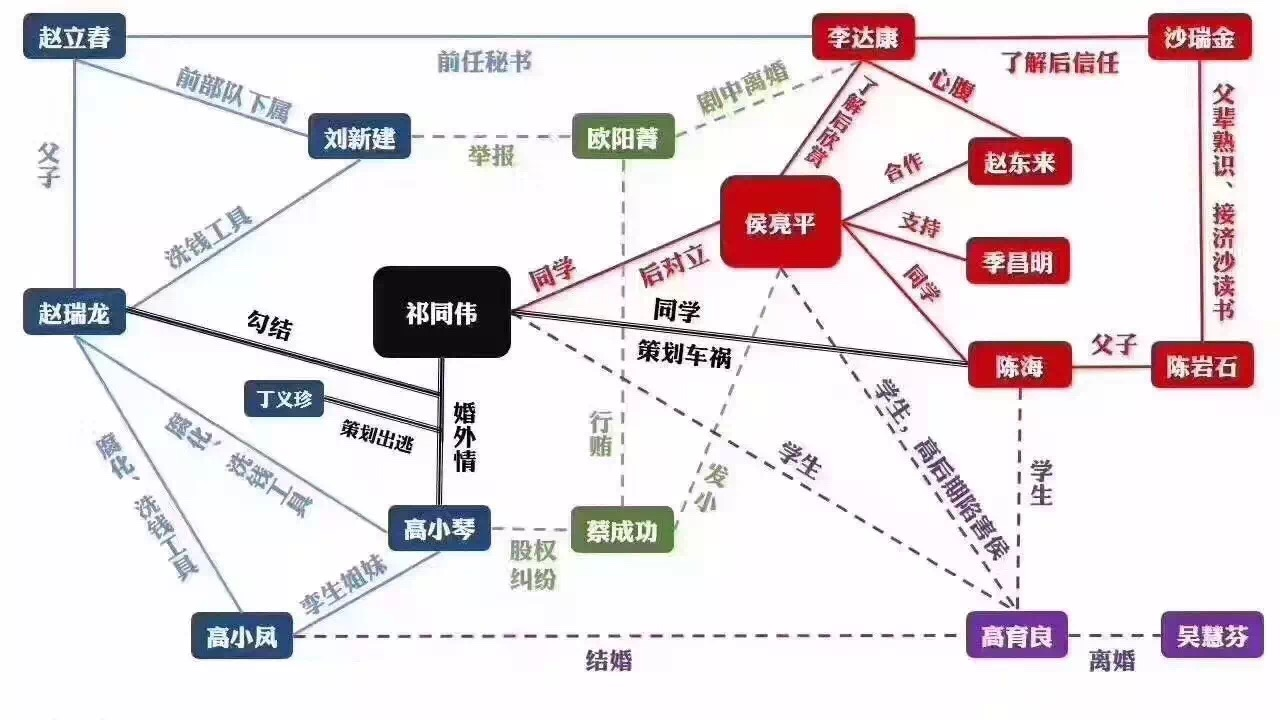 赵立春
李达康
沙瑞金
前任秘书
了解后信任
前部队下属
剧中离婚
心腹
刘新建
欧阳菁
举报
了解后欣赏
赵东来
父子
合作
父辈熟识、接济沙读书
侯亮平
支持
洗钱工具
季昌明
同学
后对立
同学
赵瑞龙
祁同伟
勾结
同学
策划车祸
陈海
父子
陈岩石
丁义珍
策划出逃
婚外情
行贿
学生
学生，高后期陷害侯
学生
腐化、洗钱工具
腐化、洗钱工具
发小
高小琴
蔡成功
股权
纠纷
孪生姐妹
高小凤
高育良
吴慧芬
结婚
离婚